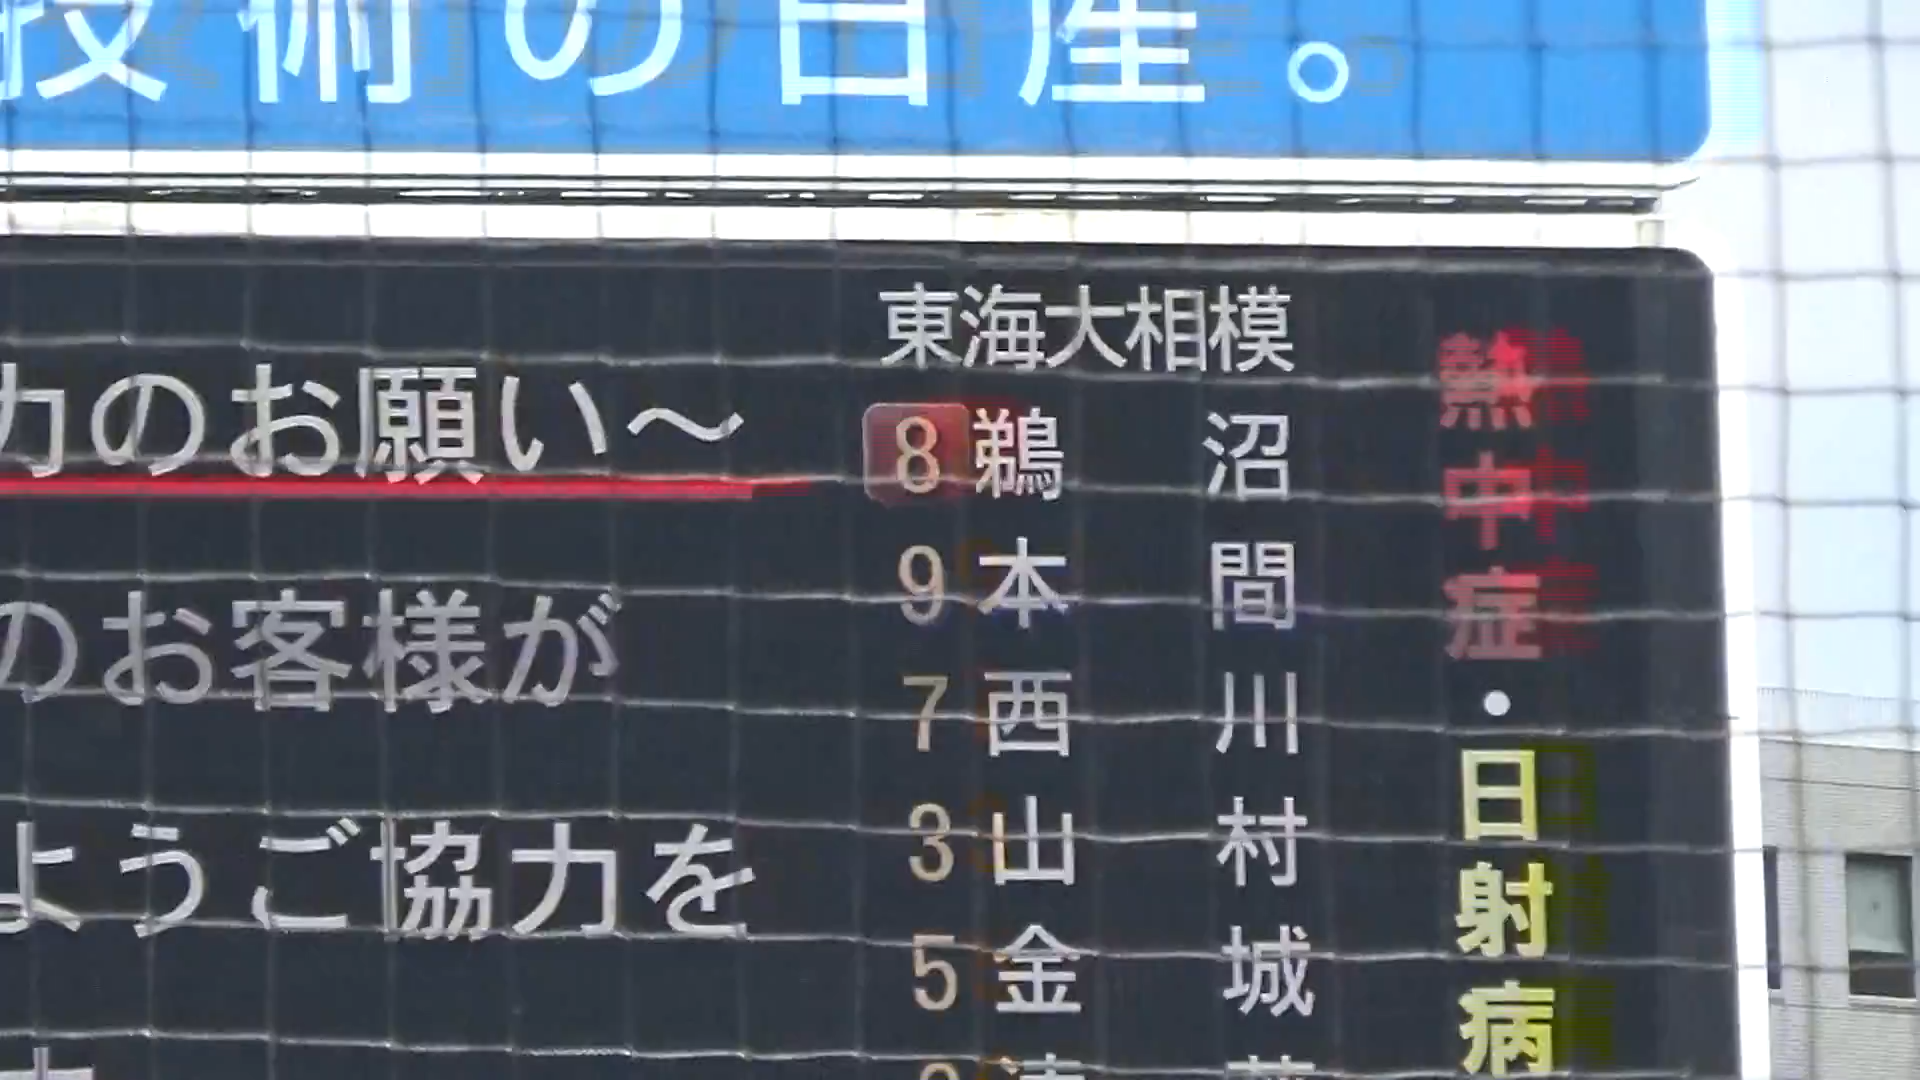 技術の日産。
力のお願い～
のお客様が
ようご協力を
東海大相模
8 鵜沼
9 本間
7 西川
3 山村
5 金城
熱中症・日射病